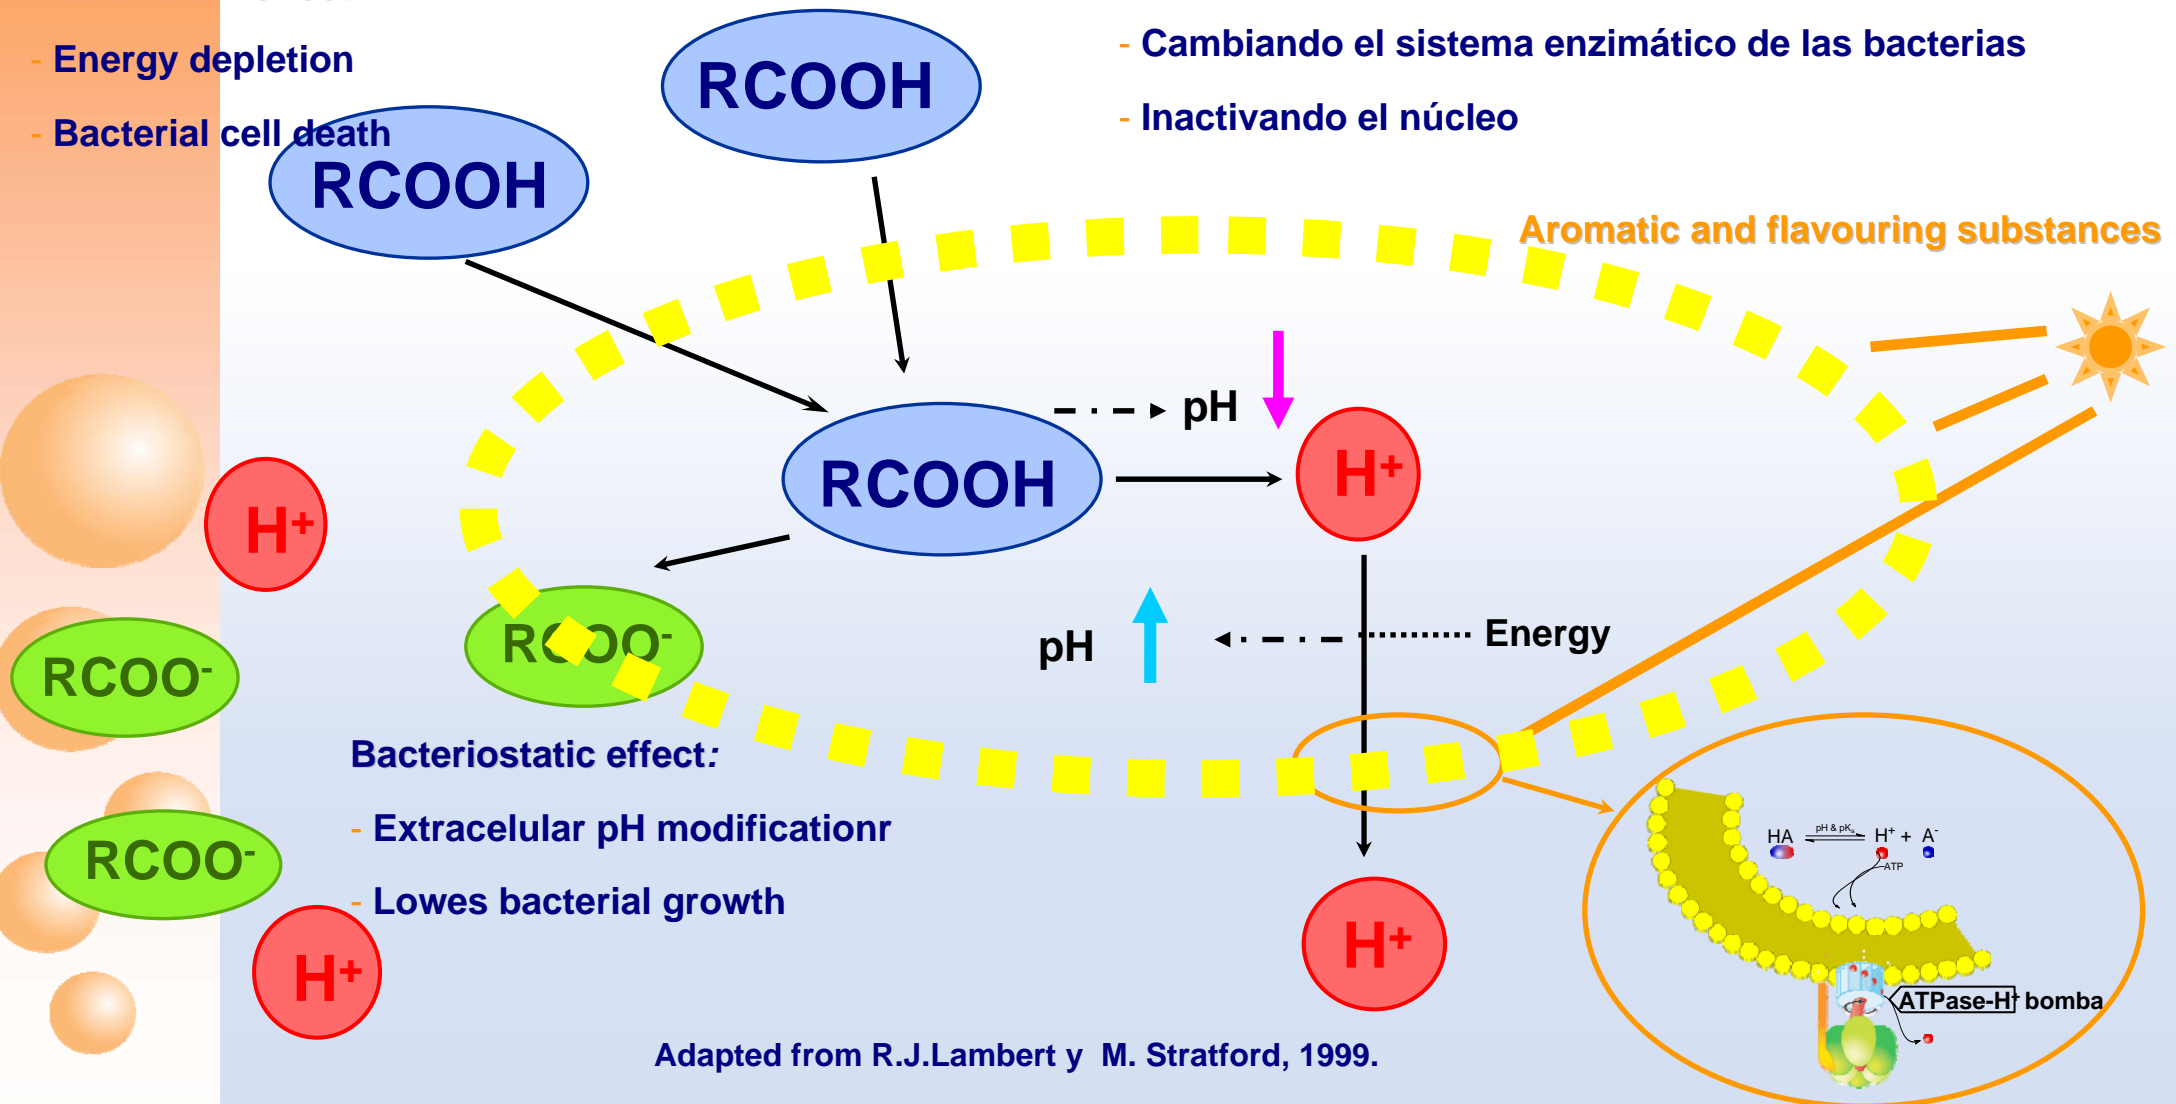 - Energy depletion
- Bacterial cell death
RCOOH
RCOOH
- Cambiando el sistema enzimático de las bacterias
- Inactivando el núcleo
Aromatic and flavouring substances
pH
RCOOH
H+
H+
RCOO-
RCOO-
pH
Energy
Bacteriostatic effect:
- Extracelular pH modificationr
- Lowes bacterial growth
RCOO-
H+
H+
HA pH & pKa H+ + A-
ATP
ATPase-H+ bomba
Adapted from R.J.Lambert y M. Stratford, 1999.